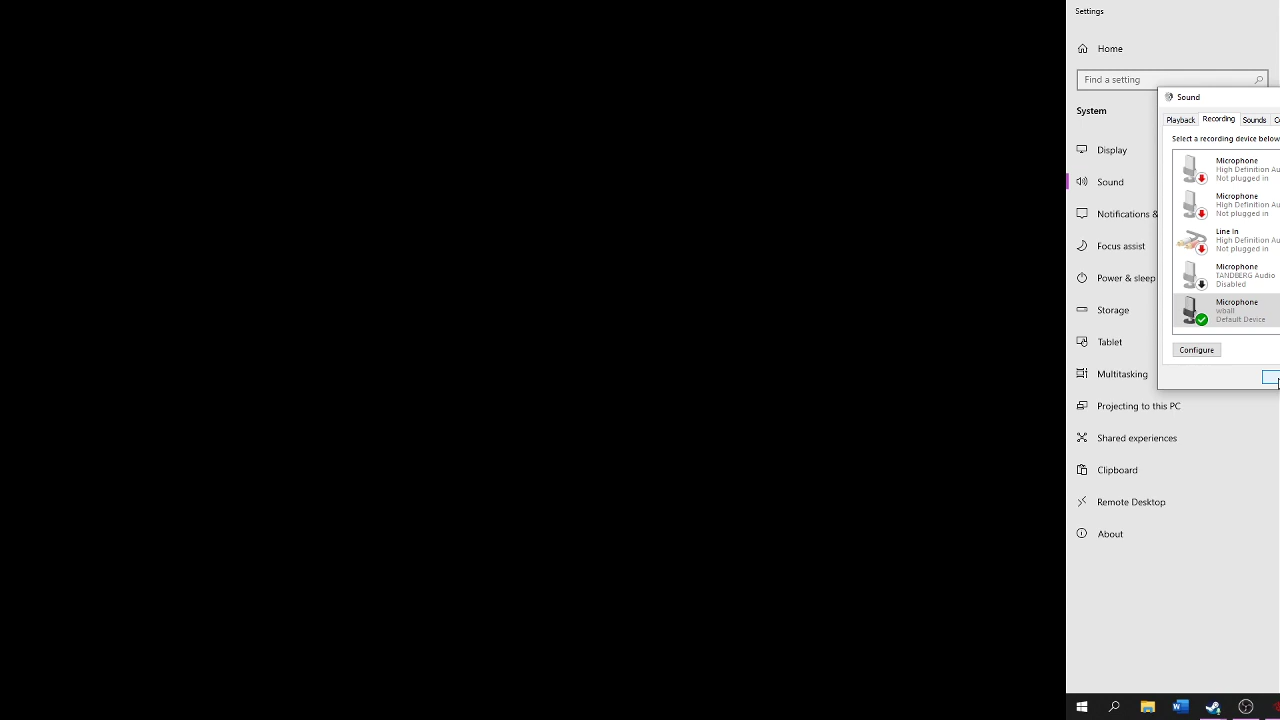 Settings
Home
Find a setting
System
Display
Sound
Notifications &
Focus assist
Power & sleep
Storage
Tablet
Multitasking
Projecting to this PC
Shared experiences
Clipboard
Remote Desktop
About
Sound
Playback Recording Sounds
Select a recording device below
Microphone
High Definition
Not plugged in
Microphone
High Definition
Not plugged in
Line In
High Definition
Not plugged in
Microphone
TANDBERG Audio
Disabled
Microphone
wball
Default Device
Configure